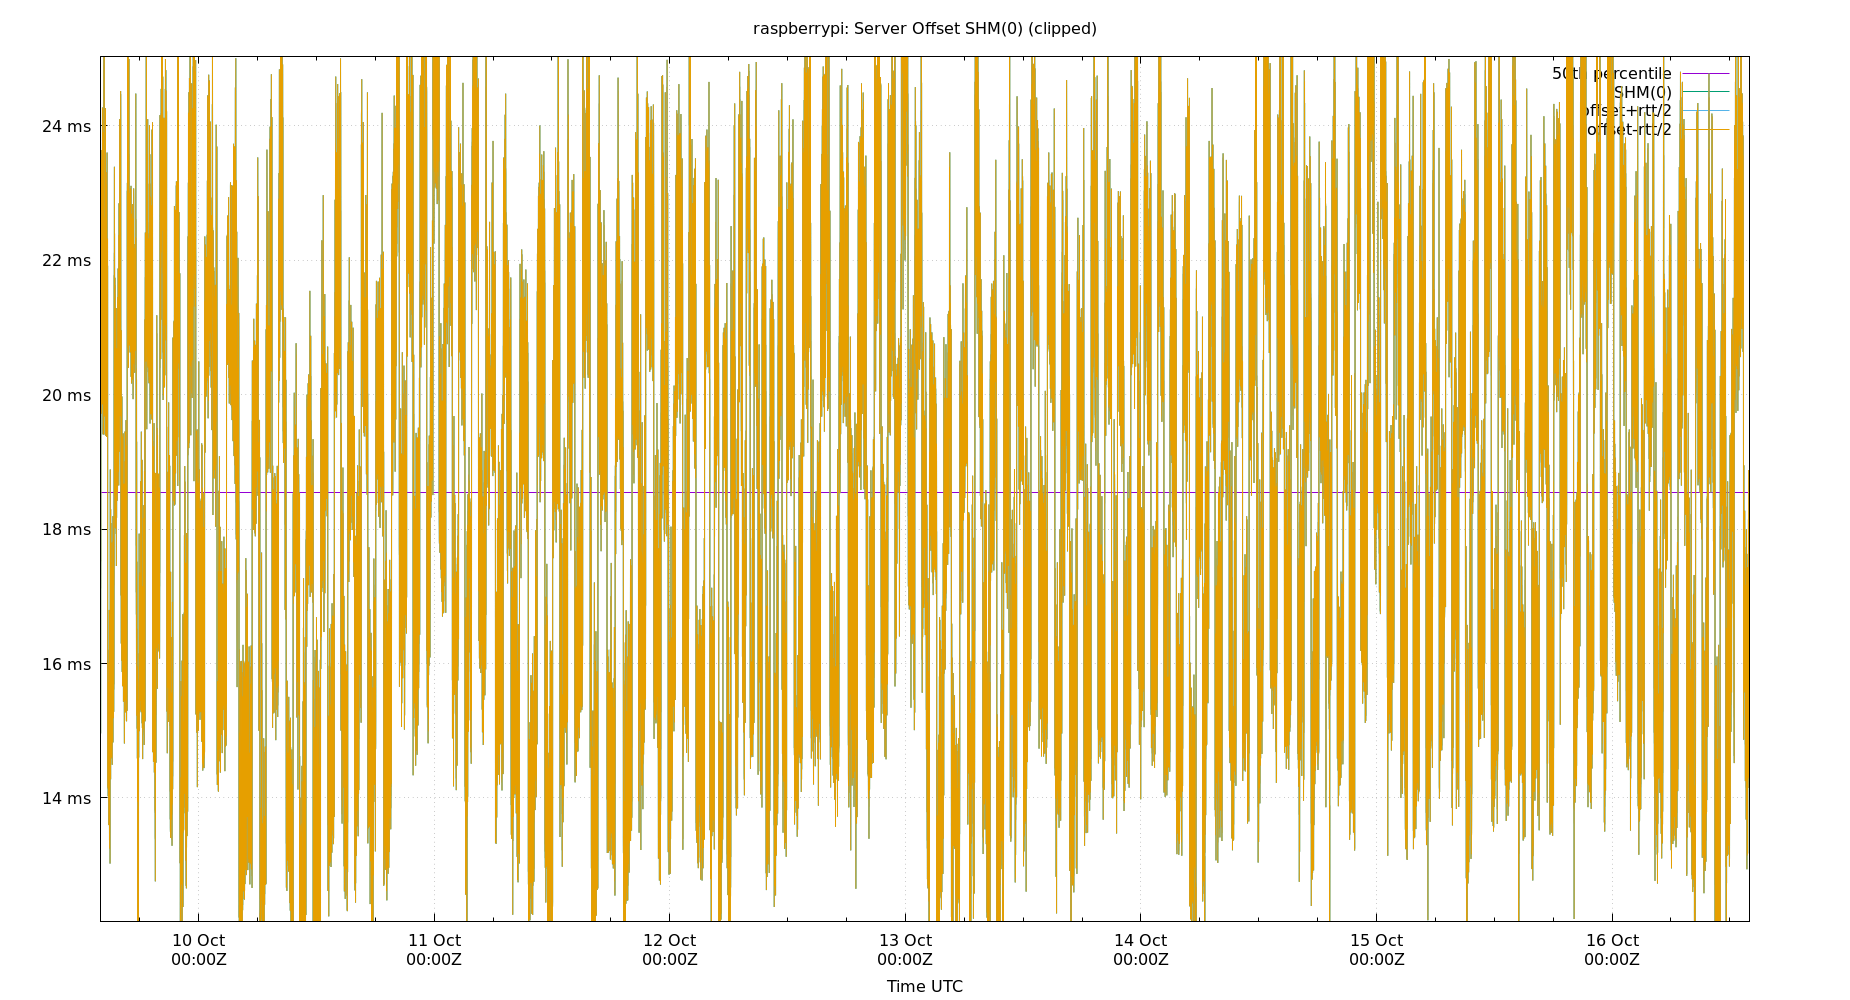 raspberrypi: Server Offset SHM(0) (clipped)
50th percentile
SHM(0)
offset+rtt/2
offset-rtt/2
24 ms
22 ms
20 ms
18 ms
16 ms
14 ms
10 Oct 11 Oct 12 Oct 13 Oct 14 Oct 15 Oct 16 Oct
00:00Z 00:00Z 00:00Z 00:00Z 00:00Z 00:00Z 00:00Z
Time UTC